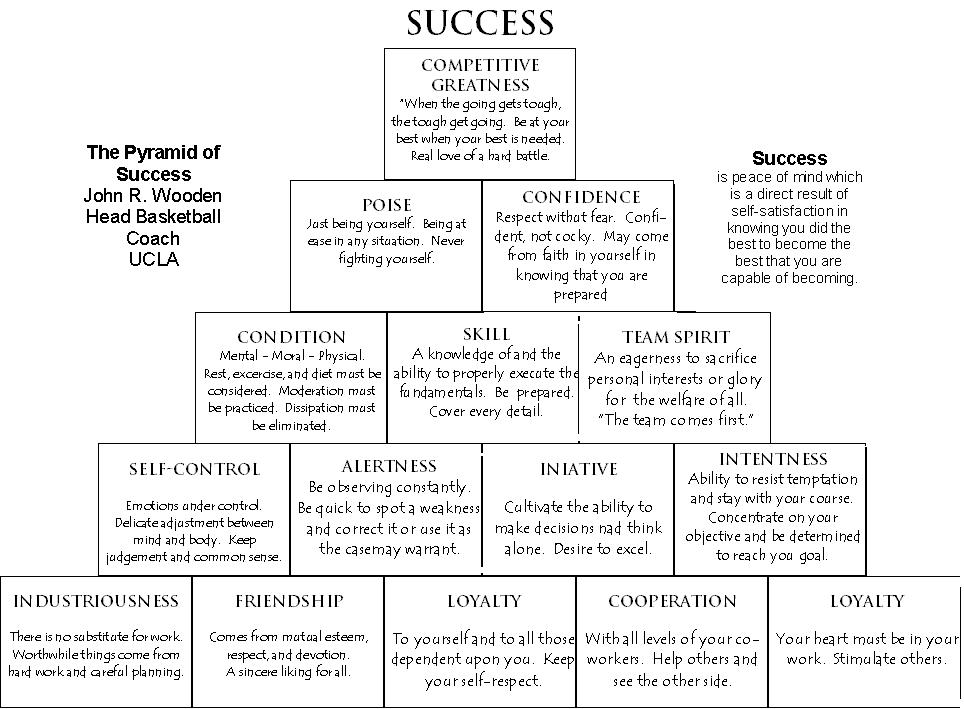 SUCCESS
COMPETITIVE
GREATNESS
"When the going gets tough,
the tough get going. Be at your
best when your best is needed.
Real love of a hard battle.
The Pyramid of
Success
John R. Wooden
Head Basketball
Coach
UCLA
Success
is peace of mind which
is a direct result of
self-satisfaction in
knowing you did the
best to become the
best that you are
capable of becoming.
POISE
Just being yourself. Being at
ease in any situation. Never
fighting yourself.
CONFIDENCE
Respect withut fear. Confi-
dent, not cocky. May come
from faith in yourself in
knowing that you are
prepared
CONDITION
Mental - Moral - Physical.
Rest, excercise, and diet must be
considered. Moderation must
be practiced. Dissipation must
be eliminated.
SKILL
A knowledge of and the
ability to properly execute the
fundamentals. Be prepared.
Cover every detail.
TEAM SPIRIT
An eagerness to sacrifice
personal interests or glory
for the welfare of all.
"The team comes first."
SELF-CONTROL
Emotions under control.
Delicate adjustment between
mind and body. Keep
judgement and common sense.
ALERTNESS
Be observing constantly.
Be quick to spot a weakness
and correct it or use it as
the casemay warrant.
INIATIVE
Cultivate the ability to
make decisions nad think
alone. Desire to excel.
INTENTNESS
Ability to resist temptation
and stay with your course.
Concentrate on your
objective and be determined
to reach you goal.
INDUSTRIOUSNESS
There is no substitute for work.
Worthwhile things come from
hard work and careful planning.
FRIENDSHIP
Comes from mutual esteem,
respect, and devotion.
A sincere liking for all.
LOYALTY
To yourself and to all those
dependent upon you. Keep
your self-respect.
COOPERATION
With all levels of your co-
workers. Help others and
see the other side.
LOYALTY
Your heart must be in your
work. Stimulate others.